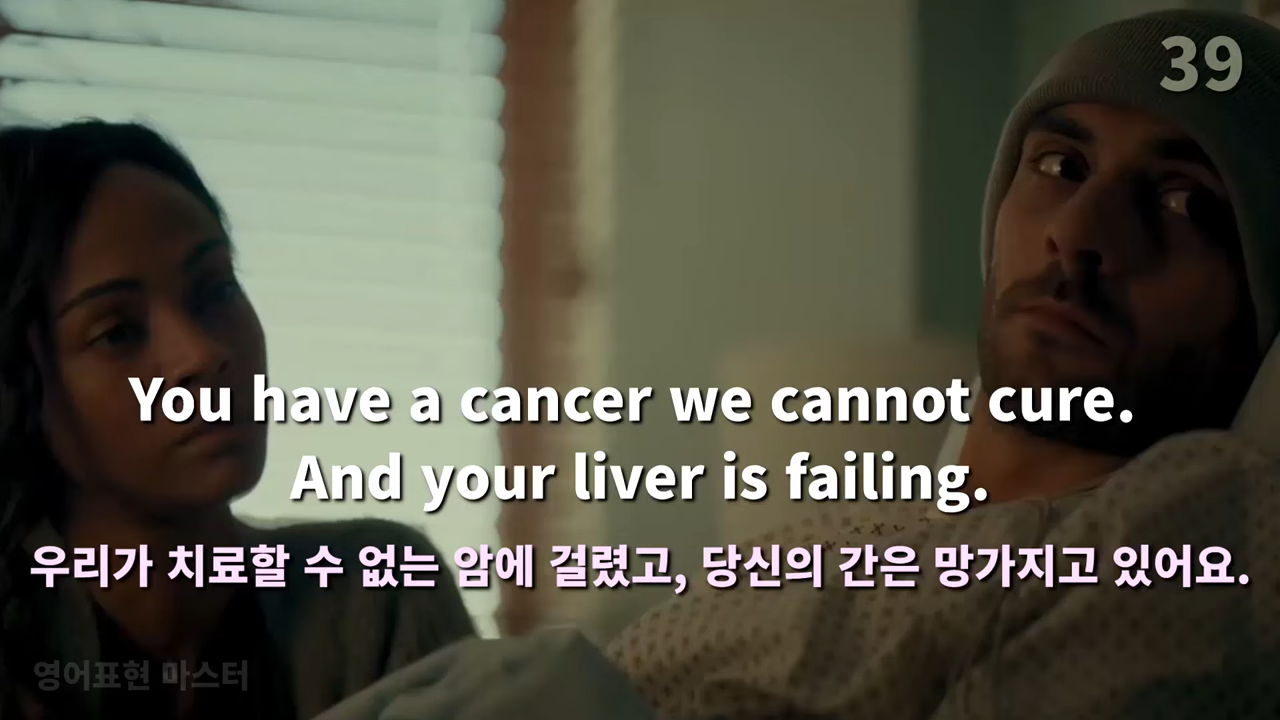 39
You have a cancer we cannot cure.
And your liver is failing.
우리가 치료할 수 없는 암에 걸렸고, 당신의 간은 망가지고 있어요.
영어표현 마스터